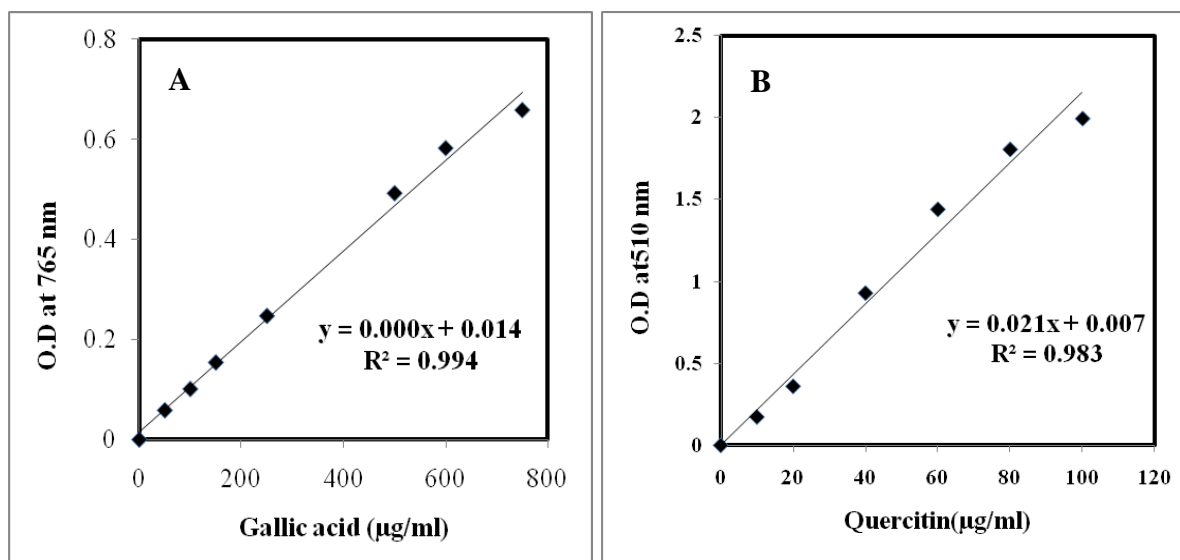 A
0.8
0.6
0.4
0.2
0
O.D at 765 nm
y = 0.000x + 0.014
R² = 0.994
0 200 400 600 800
Gallic acid (µg/ml)
B
2.5
2
1.5
1
0.5
0
O.D at510 nm
y = 0.021x + 0.007
R² = 0.983
0 20 40 60 80 100 120
Quercitin(µg/ml)